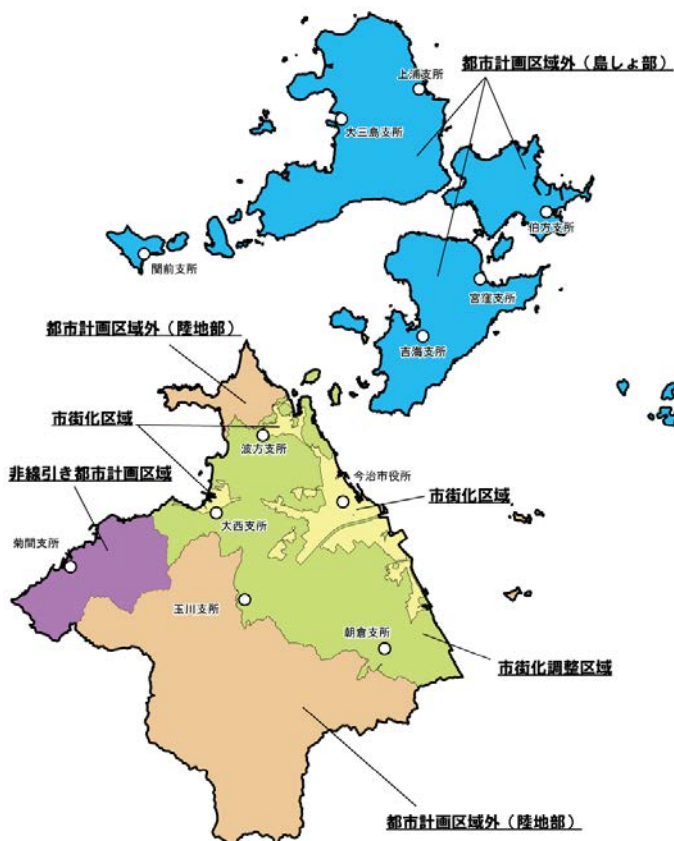 都市計画区域外(島しょ部)
上浦支所
大三島支所
伯方支所
関前支所
宮窪支所
吉海支所
都市計画区域外(陸地部)
市街化区域
波方支所
非線引き都市計画区域
今治市役所
市街化区域
大西支所
菊間支所
玉川支所
朝倉支所
市街化調整区域
都市計画区域外(陸地部)